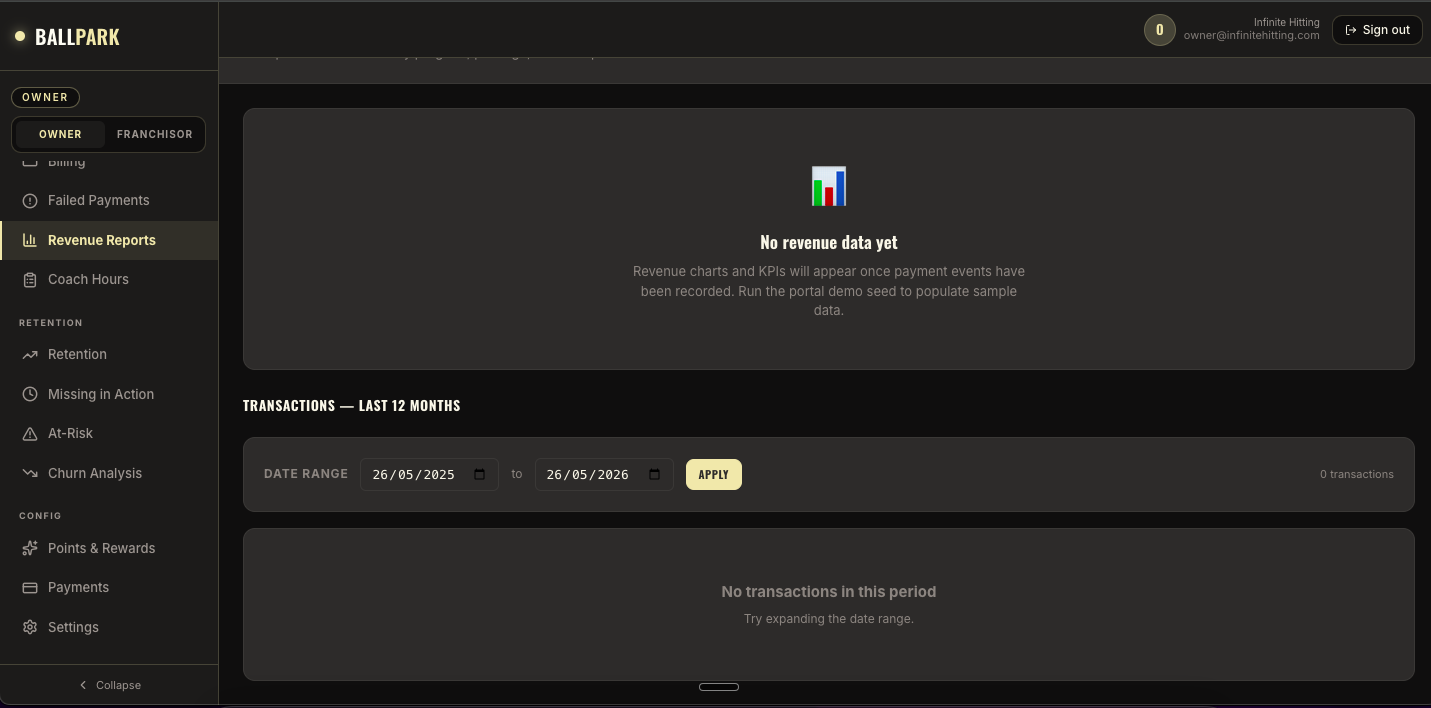 BALLPARK
O
Infinite Hitting
owner@infinitehitting.com
Sign out
OWNER
OWNER
FRANCHISOR
Billing
Failed Payments
Revenue Reports
Coach Hours
RETENTION
Retention
Missing in Action
At-Risk
Churn Analysis
CONFIG
Points & Rewards
Payments
Settings
Collapse
No revenue data yet
Revenue charts and KPIs will appear once payment events have
been recorded. Run the portal demo seed to populate sample
data.
TRANSACTIONS — LAST 12 MONTHS
DATE RANGE 26/05/2025 to 26/05/2026 APPLY
0 transactions
No transactions in this period
Try expanding the date range.